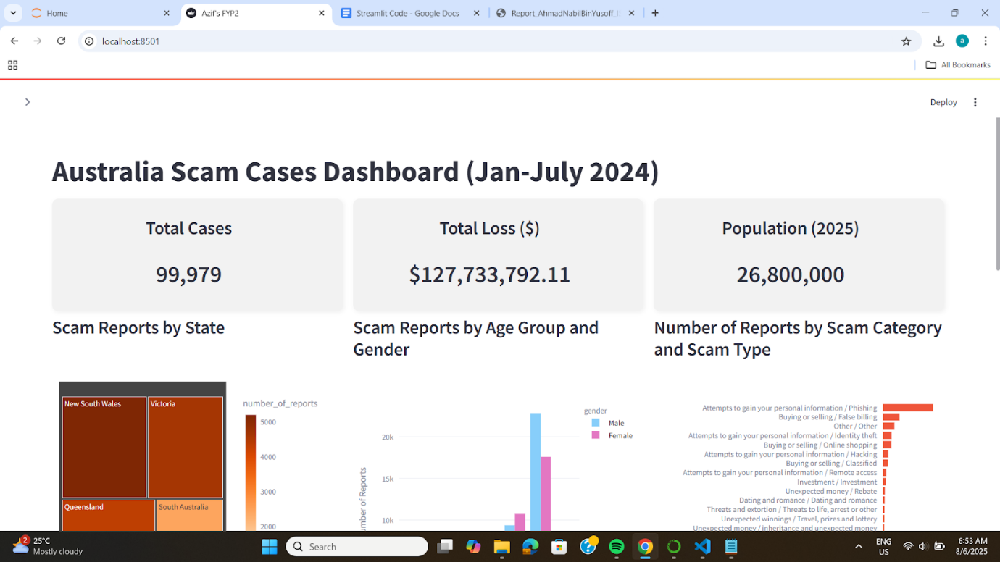 Home
Azif's FYP2
Streamlit Code - Google Docs
Report_AhmadNabilBinYusoff_I
localhost:8501
a
All Bookmarks
Deploy
Australia Scam Cases Dashboard (Jan-July 2024)
Total Cases
99,979
Total Loss ($)
$127,733,792.11
Population (2025)
26,800,000
Scam Reports by State
New South Wales
Victoria
Queensland
South Australia
number_of_reports
5000
4000
3000
2000
Scam Reports by Age Group and
Gender
20k
15k
10k
gender
Male
Female
Number of Reports by Scam Category
and Scam Type
Attempts to gain your personal information / Phishing
Buying or selling / False billing
Other / Other
Attempts to gain your personal information / Identity theft
Buying or selling / Online shopping
Attempts to gain your personal information / Hacking
Buying or selling / Classified
Attempts to gain your personal information / Remote access
Investment / Investment
Unexpected money / Rebate
Dating and romance / Dating and romance
Threats and extortion / Threats to life, arrest or other
Unexpected winnings / Travel, prizes and lottery
Unexpected money / inheritance and unexpected money
2
25°C
Mostly cloudy
Search
ENG
US
6:53 AM
8/6/2025